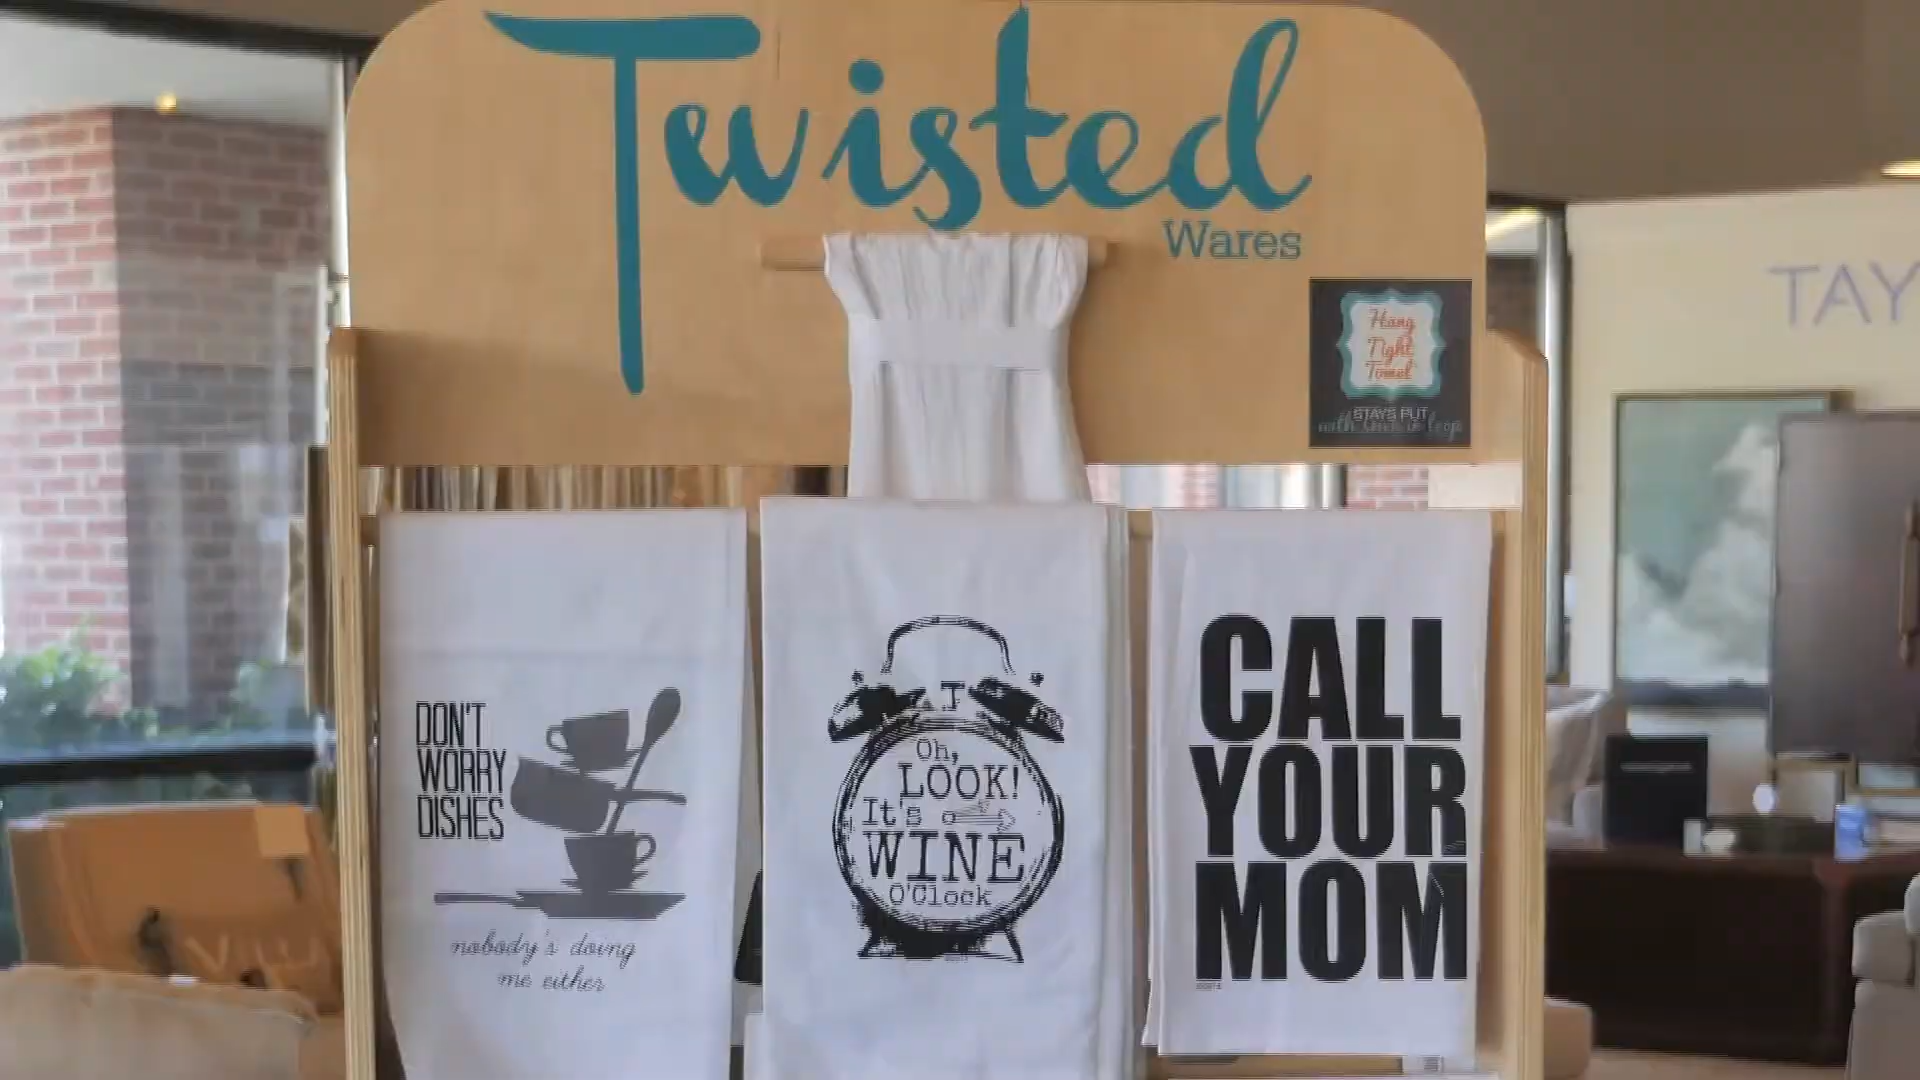 Twisted
Wares
TAY
Hang
Tight
Towel
STAYS PUT
DON'T
WORRY
DISHES
nobody's doing
me either
Oh,
LOOK!
It's
WINE
O'Clock
CALL
YOUR
MOM